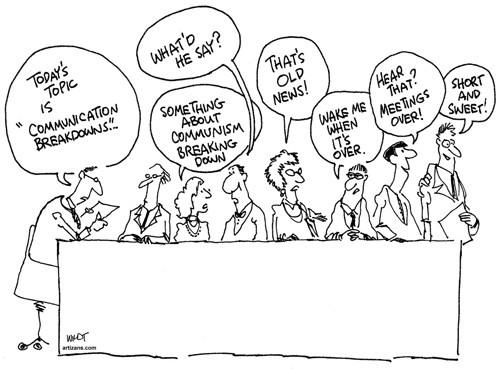 TODAY'S
TOPIC
IS
"COMMUNICATION
BREAKDOWNS"...
WHAT'D
HE SAY?
SOMETHING
ABOUT
COMMUNISM
BREAKING
DOWN
THAT'S
OLD
NEWS!
WAKE ME
WHEN
IT'S
OVER.
HEAR
THAT?
MEETINGS
OVER!
SHORT
AND
SWEET!
artizans.com